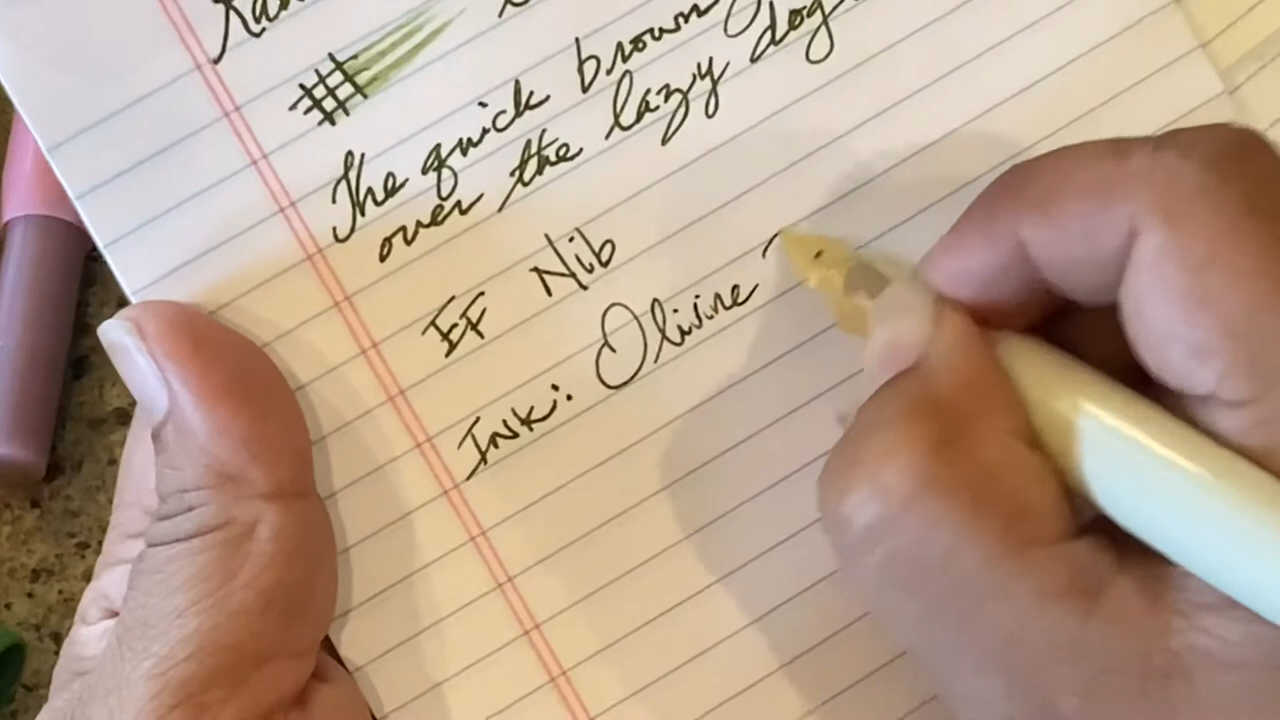 #
The quick brown
over the lazy dog
EF Nib
Ink: Olivine